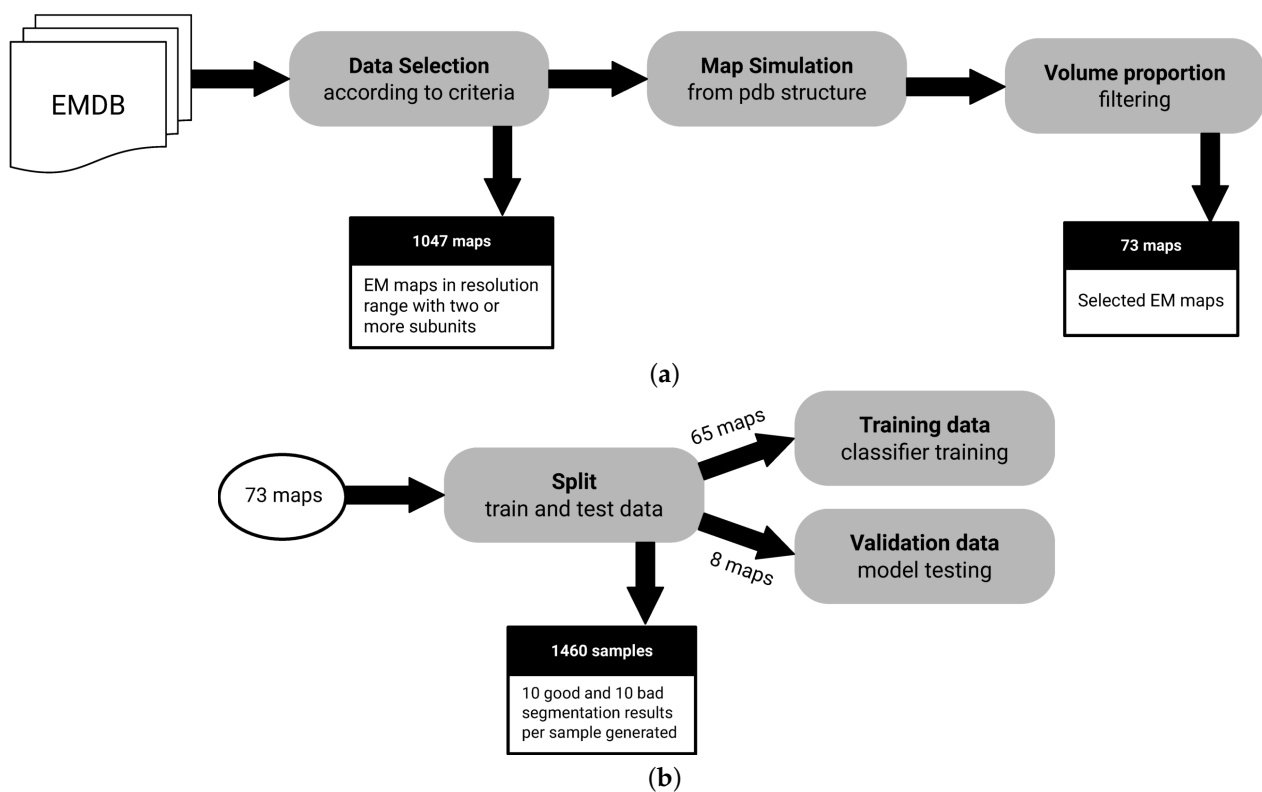 EMDB
Data Selection
according to criteria
Map Simulation
from pdb structure
Volume proportion
filtering
1047 maps
EM maps in resolution
range with two or
more subunits
73 maps
Selected EM maps
(a)
73 maps
Split
train and test data
65 maps
Training data
classifier training
8 maps
Validation data
model testing
1460 samples
10 good and 10 bad
segmentation results
per sample generated
(b)